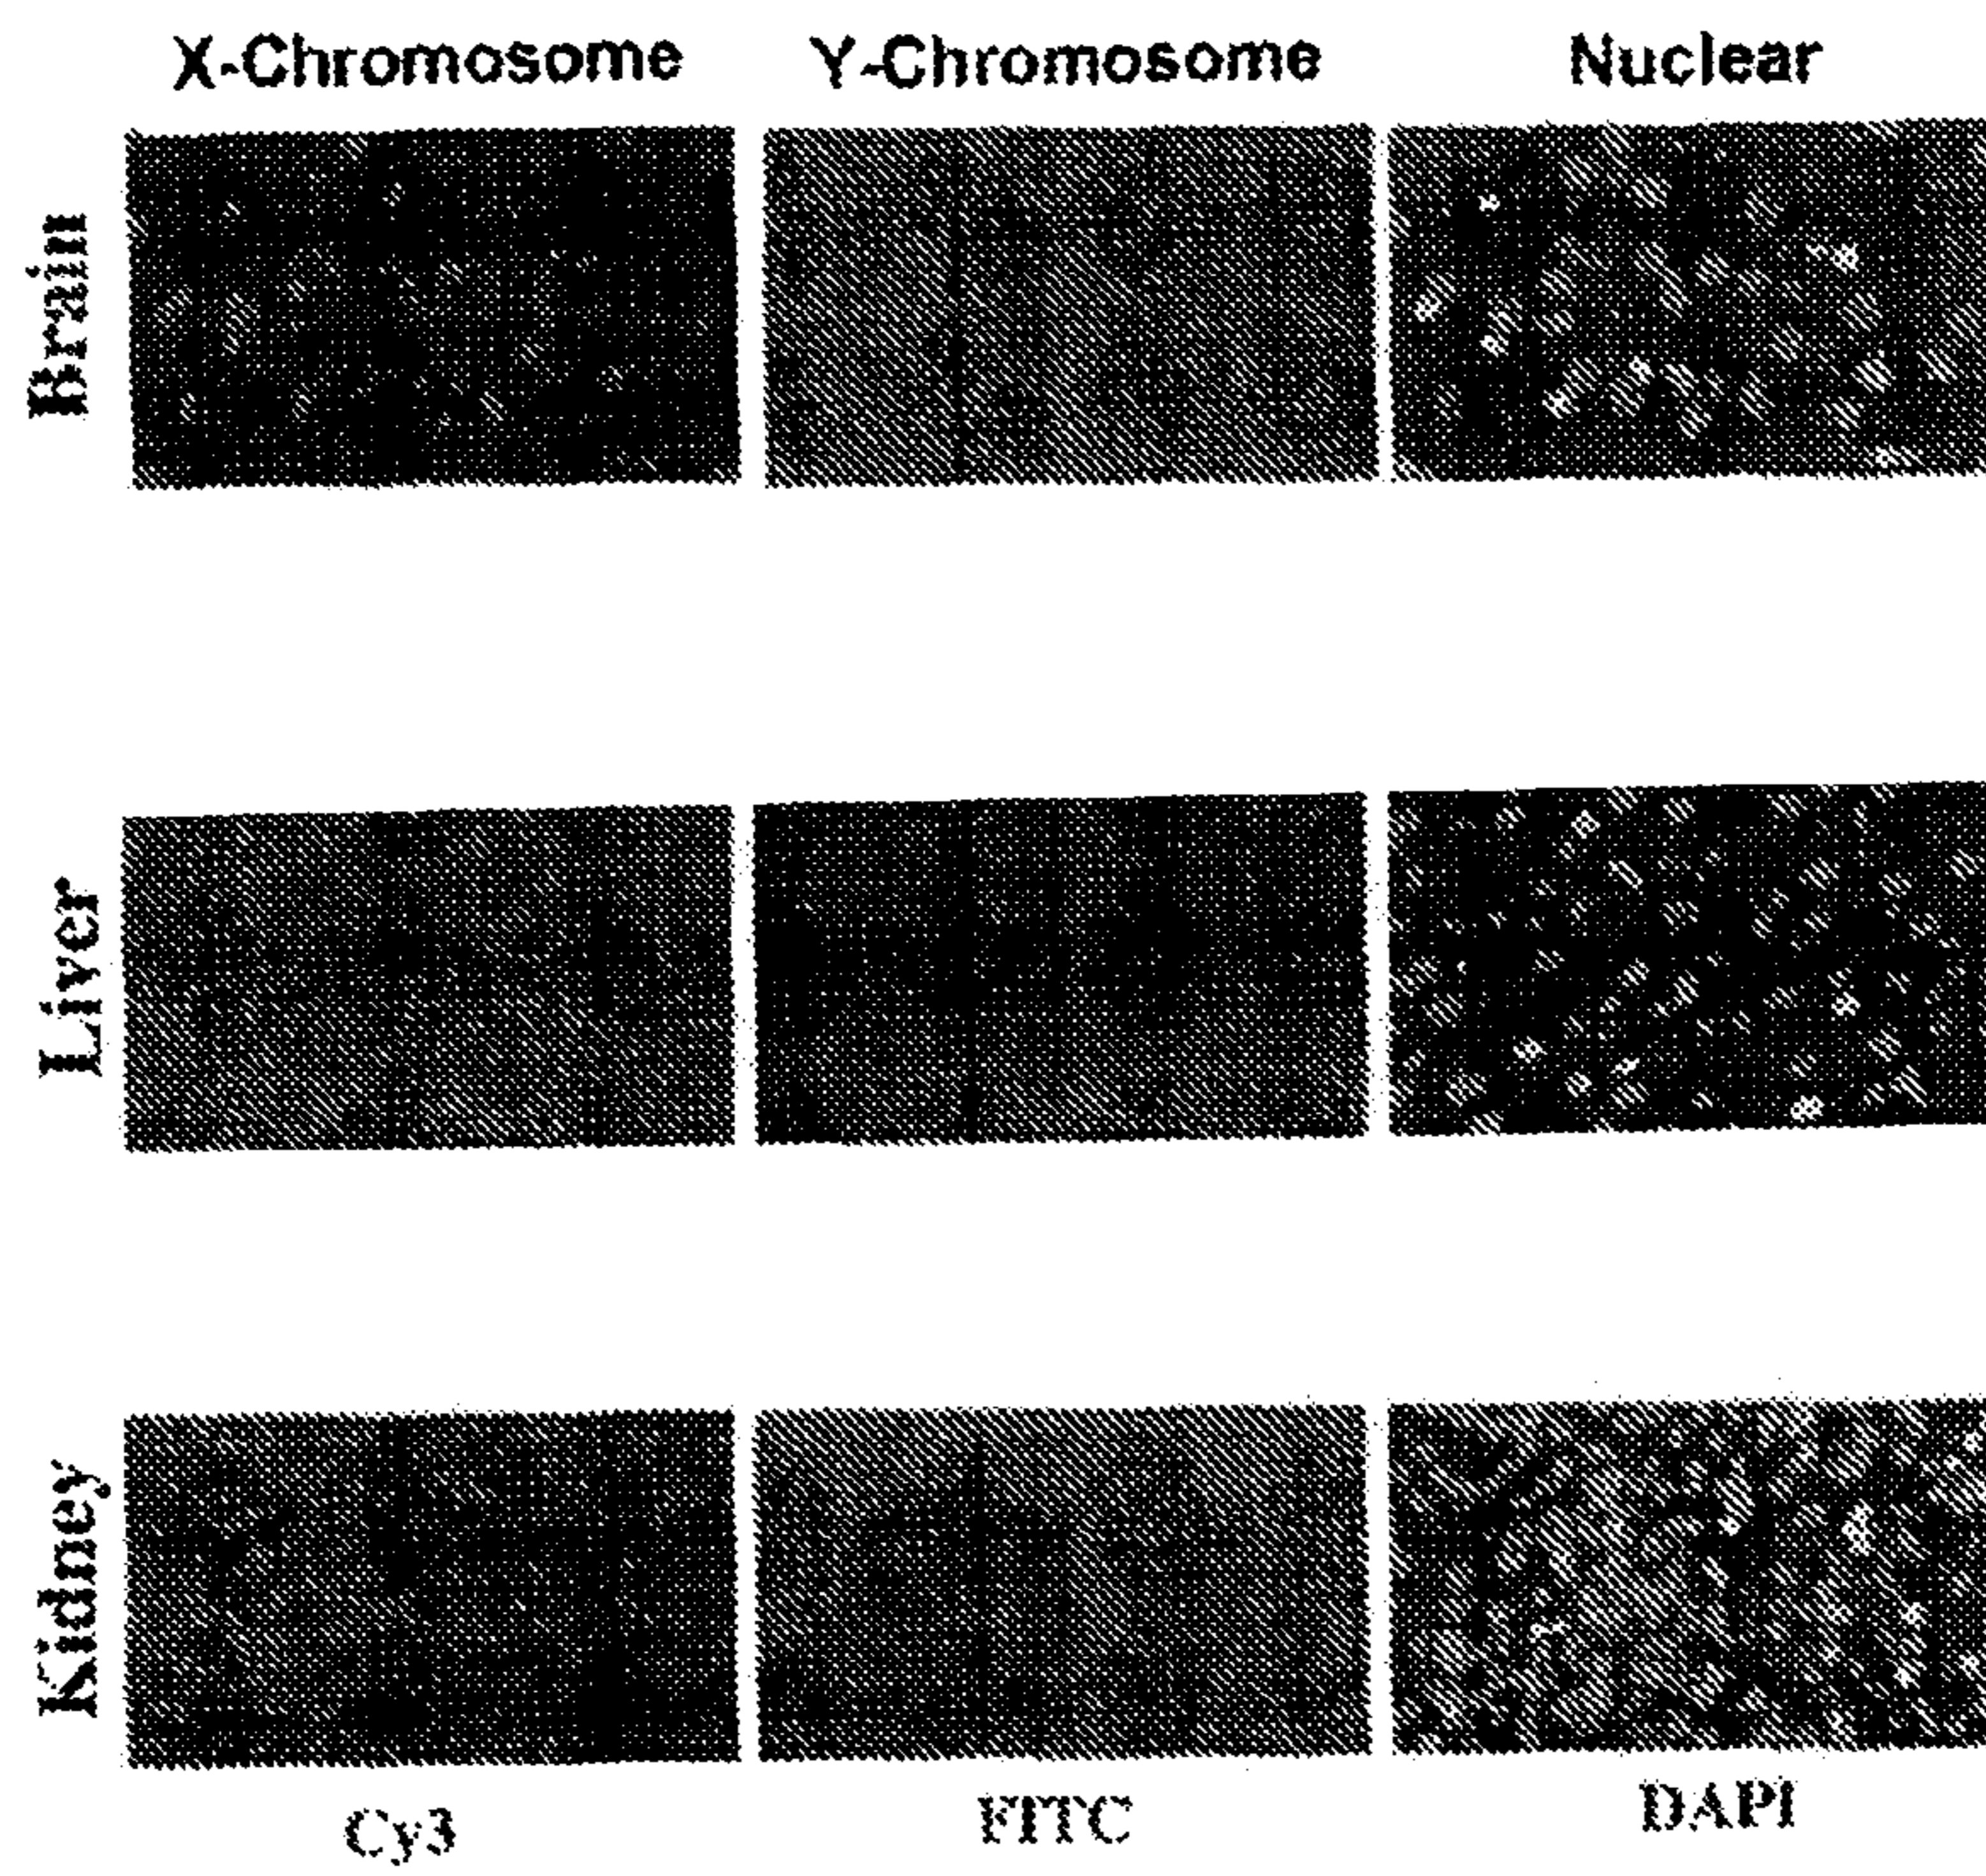 X-Chromosome Y-Chromosome Nuclear
Brain
Liver
Kidney
Cy3 FITC DAPI